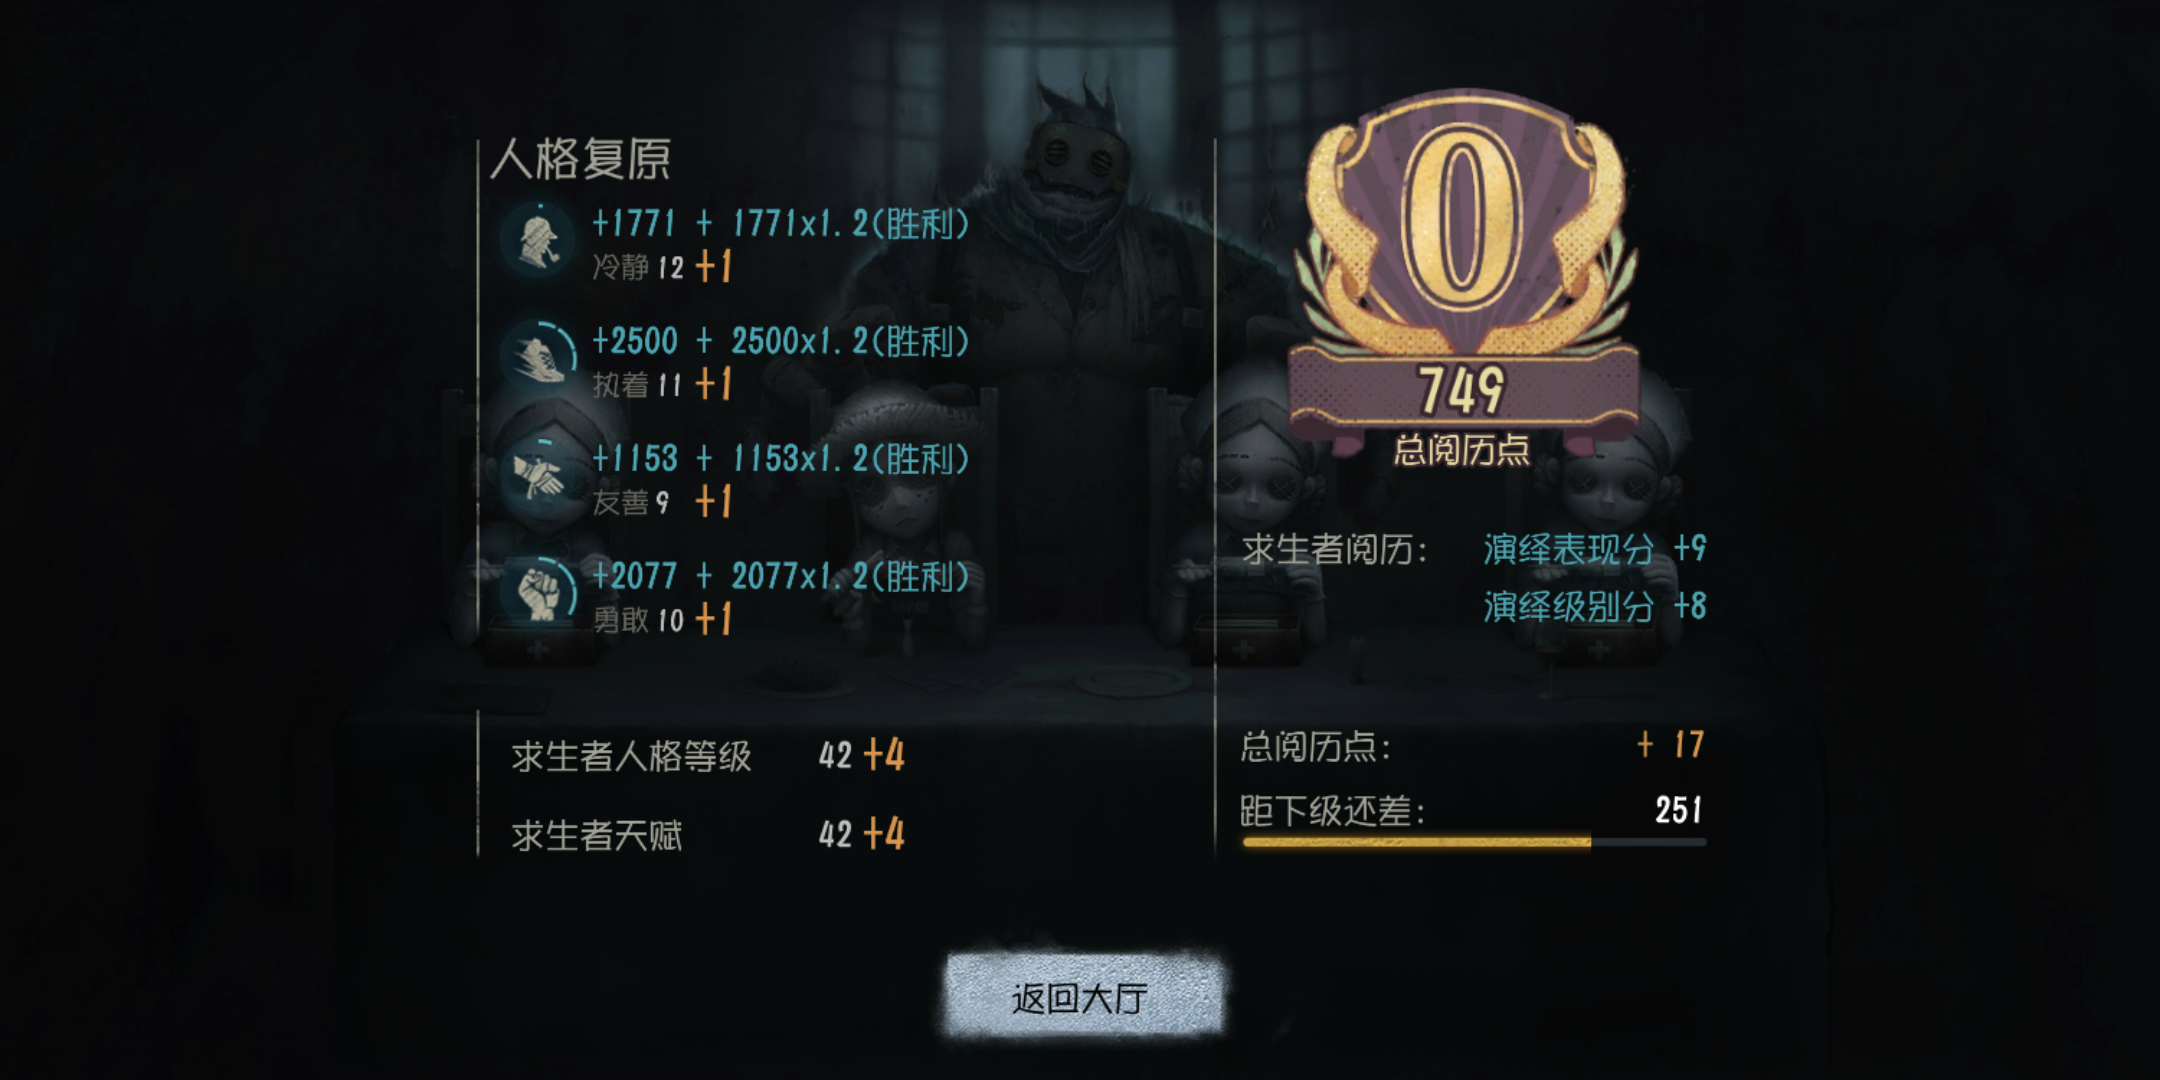 人格复原
+1771 + 1771x1.2(胜利)
冷静 12 +1
+2500 + 2500x1.2(胜利)
执着 11 +1
+1153 + 1153x1.2(胜利)
友善 9 +1
+2077 + 2077x1.2(胜利)
勇敢 10 +1
求生者人格等级 42 +4
求生者天赋 42 +4
0
749
总阅历点
求生者阅历: 演绎表现分 +9
演绎级别分 +8
总阅历点: + 17
距下级还差: 251
返回大厅